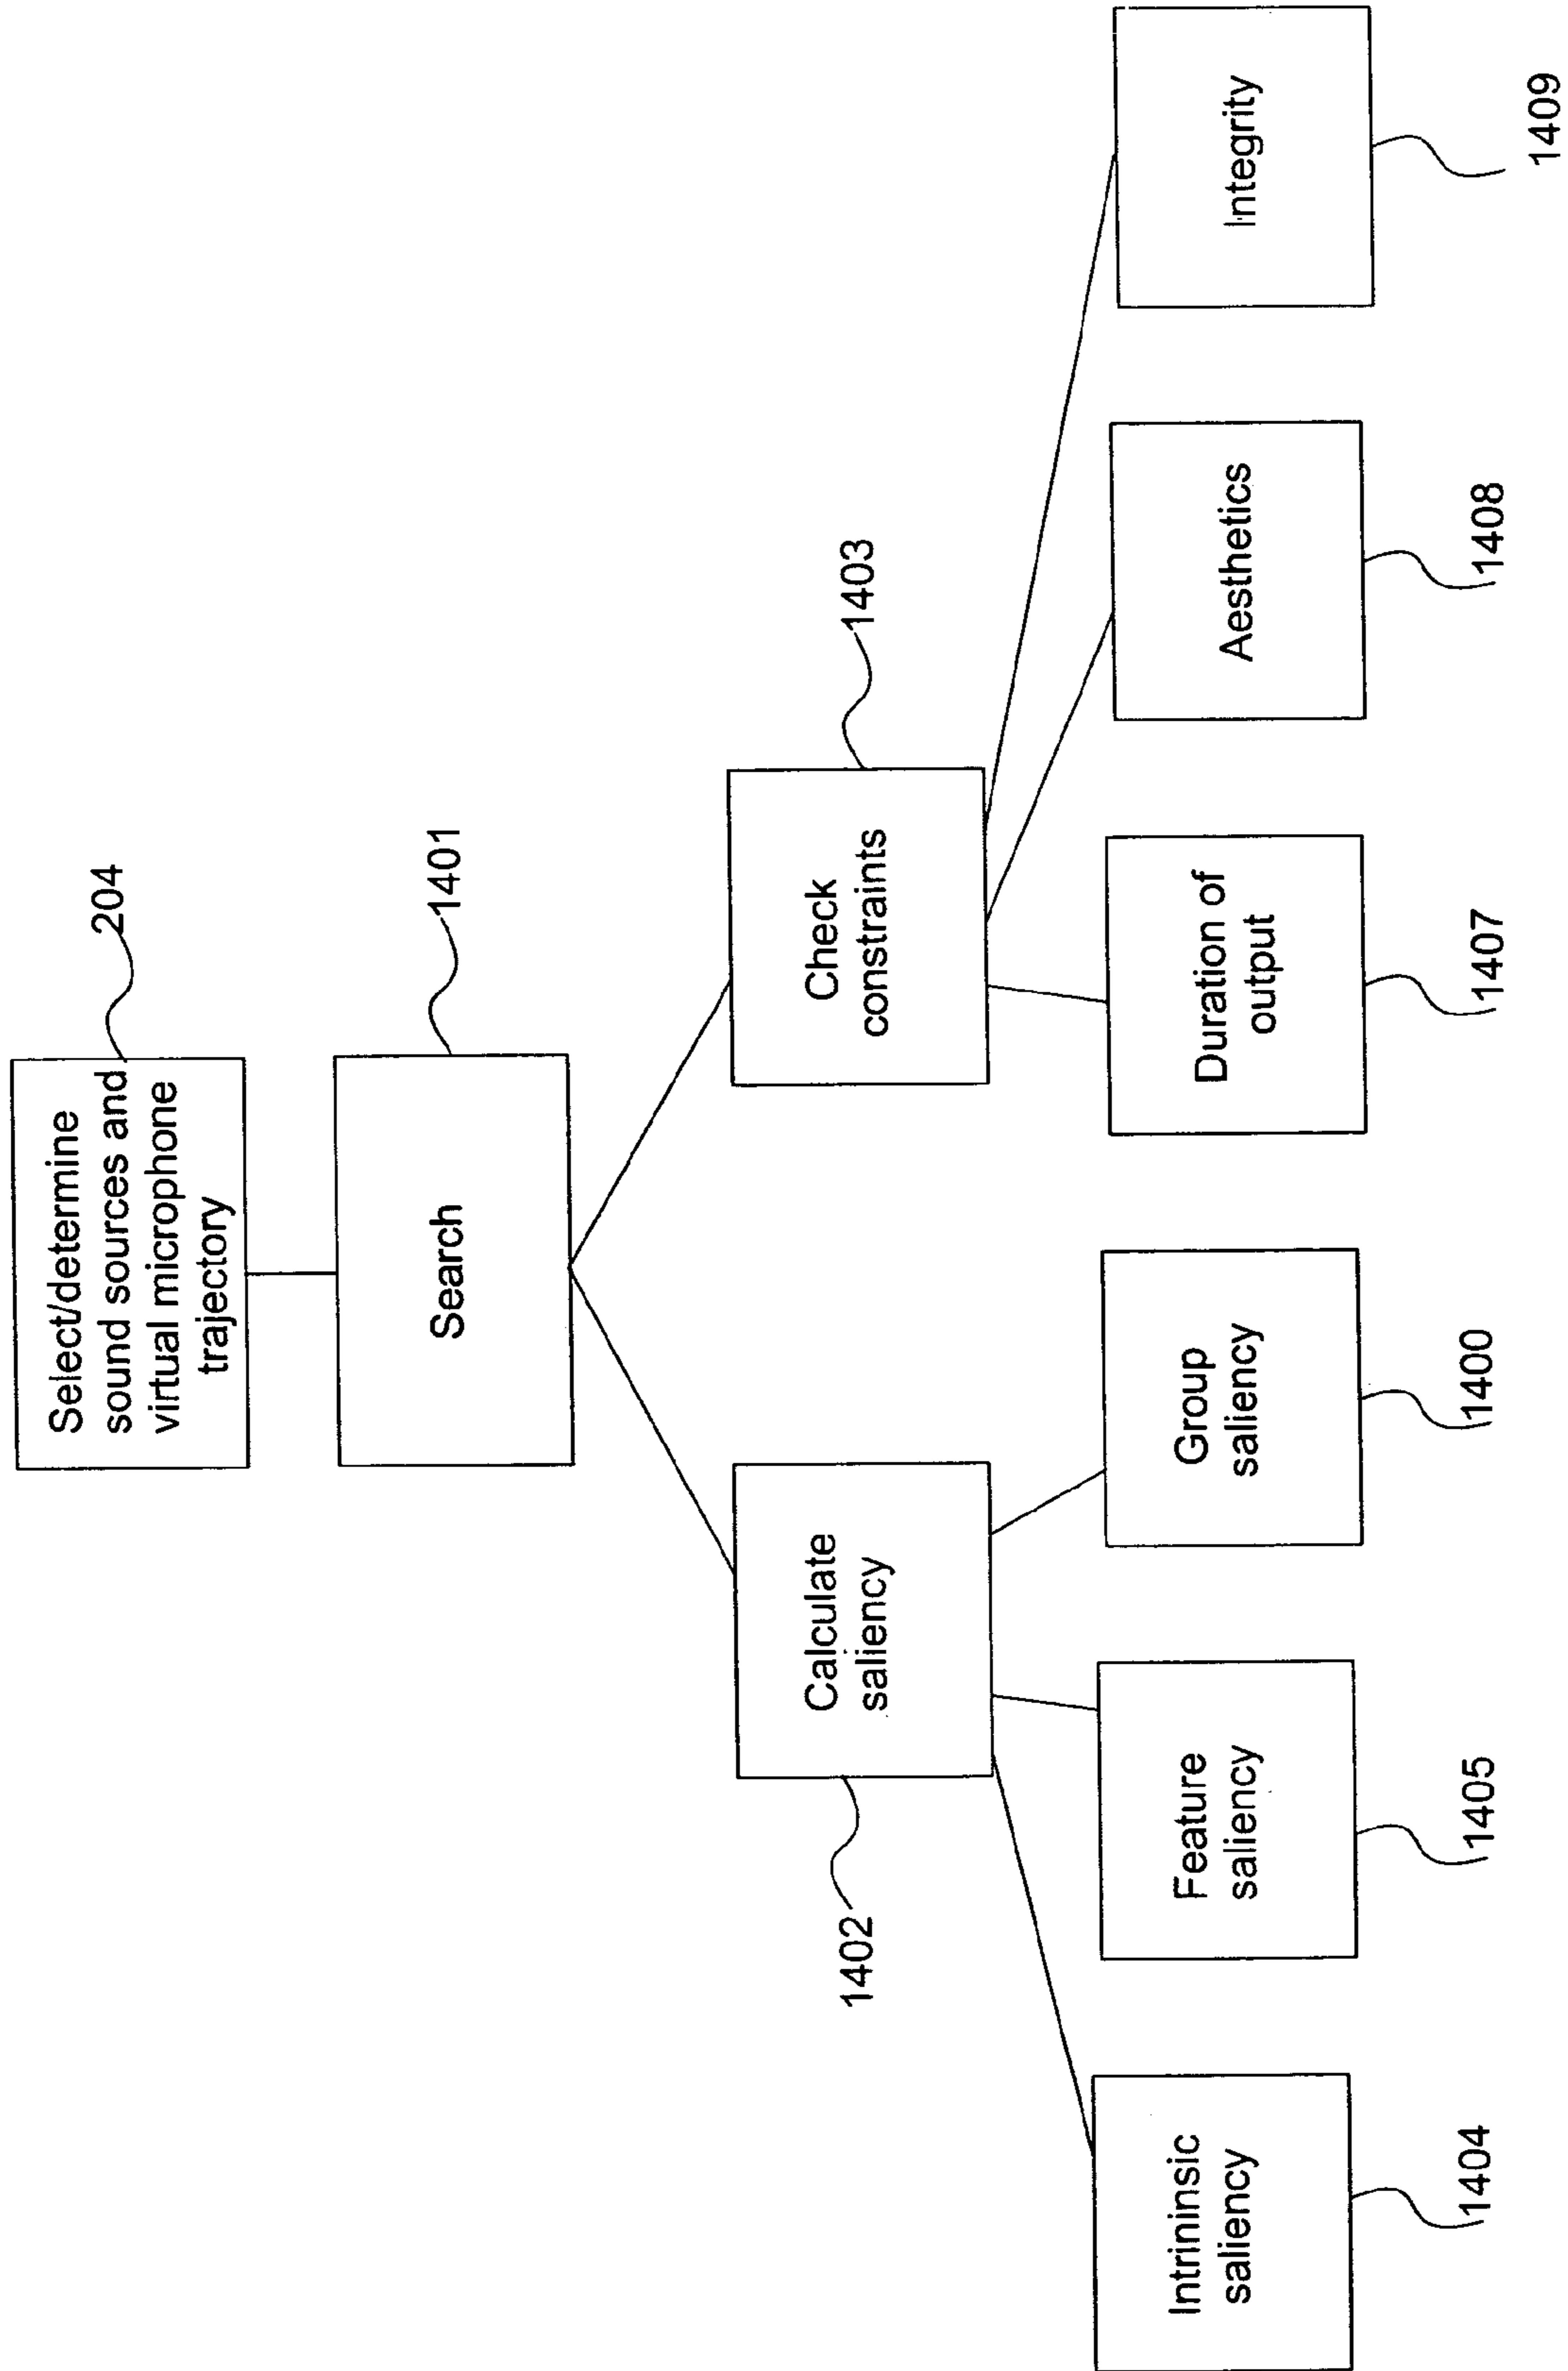 Select/determine
sound sources and
virtual microphone
trajectory
204
Search
1401
Calculate
saliency
1402
Check
constraints
1403
Intrininsic
saliency
1404
Feature
saliency
1405
Group
saliency
1400
Duration of
output
1407
Aesthetics
1408
Integrity
1409